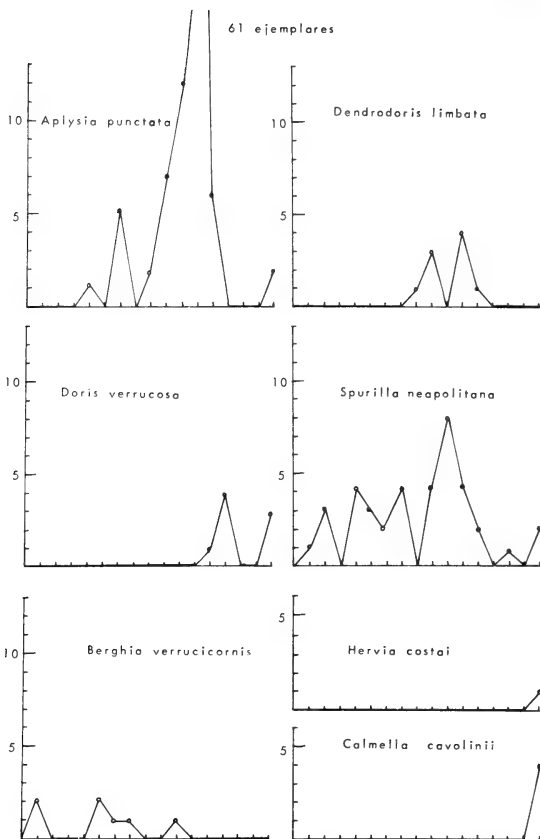 61 ejemplares
10
Aplysia punctata
5
Dendrodoris limbata
10
5
Doris verrucosa
10
5
Spurilla neapolitana
10
5
Berghia verrucicornis
10
5
Hervia costai
5
Calmella cavolinii
5